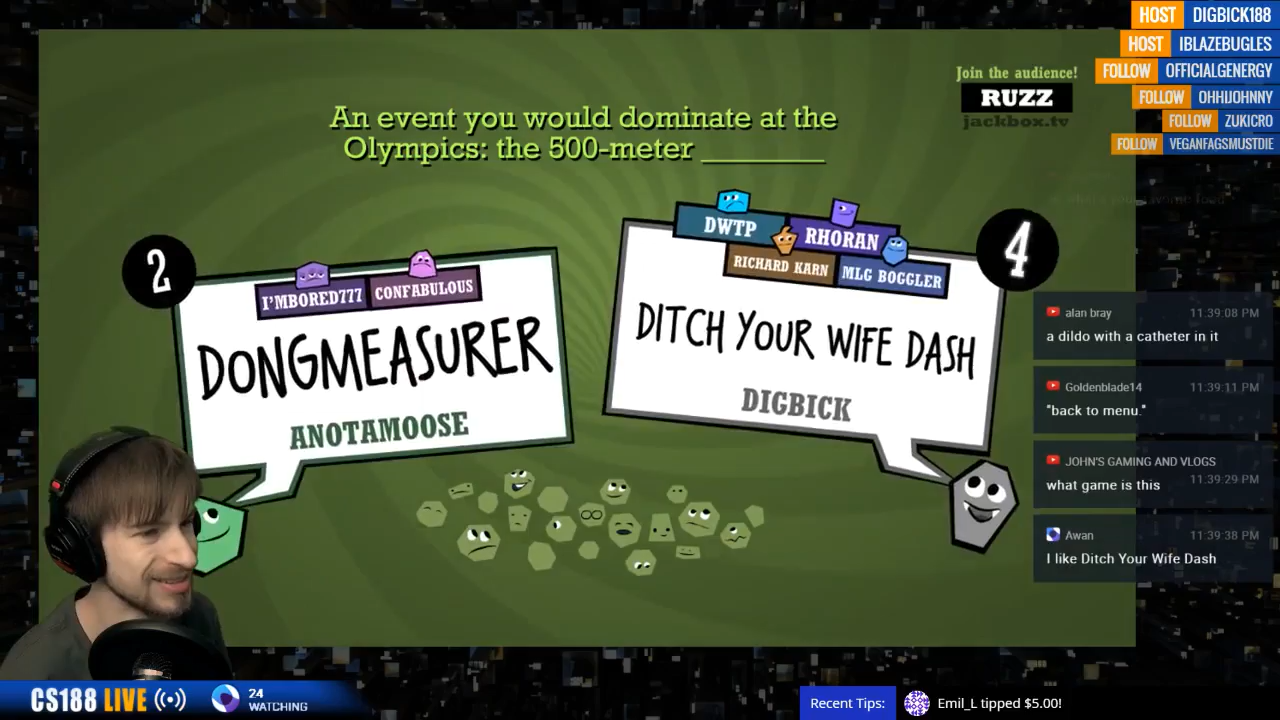 HOST DIGBICK188
HOST IBLAZEBUGLES
FOLLOW OFFICIALGENERGY
FOLLOW OHHIJOHNNY
FOLLOW ZUKICRO
FOLLOW VEGANFAGSMUSTDIE
Join the audience!
RUZZ
jackbox.tv
An event you would dominate at the
Olympics: the 500-meter ________
2
I'MBORED777 CONFABULOUS
DONGMEASURER
ANOTAMOOSE
4
DWTP RHORAN
RICHARD KARN MLG BOGGLER
DITCH YOUR WIFE DASH
DIGBICK
alan bray 11:39:08 PM
a dildo with a catheter in it
Goldenblade14 11:39:11 PM
"back to menu."
JOHN'S GAMING AND VLOGS
11:39:29 PM
what game is this
Awan 11:39:38 PM
I like Ditch Your Wife Dash
CS188 LIVE
24
WATCHING
Recent Tips: Emil_L tipped $5.00!